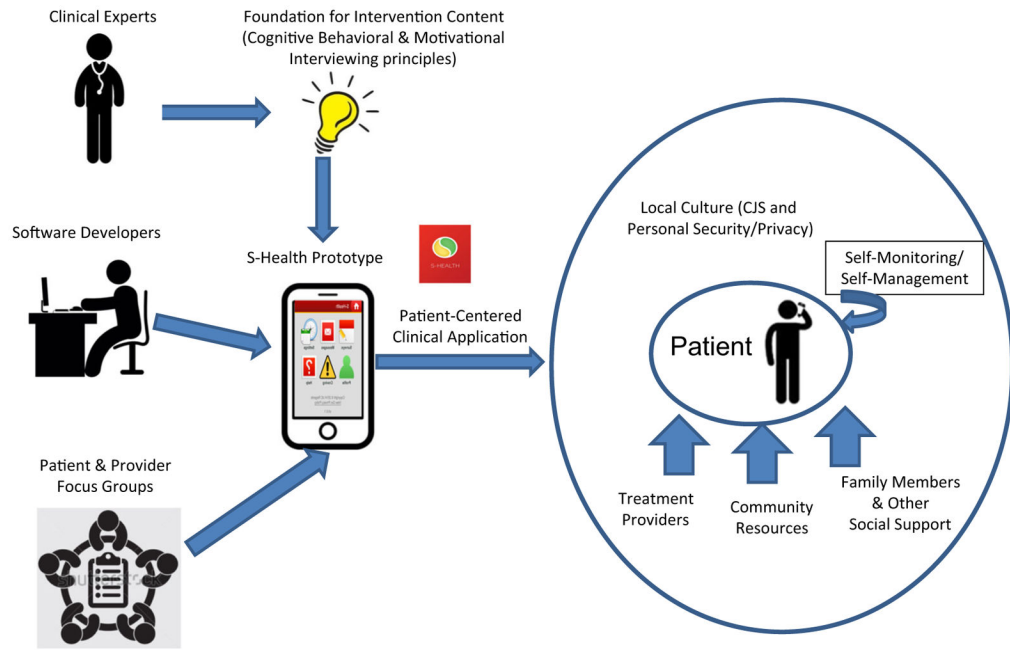 Clinical Experts
Foundation for Intervention Content
(Cognitive Behavioral & Motivational
Interviewing principles)
Software Developers
S-Health Prototype
S-HEALTH
Patient-Centered
Clinical Application
Patient & Provider
Focus Groups
Local Culture (CJS and
Personal Security/Privacy)
Self-Monitoring/
Self-Management
Patient
Treatment
Providers
Community
Resources
Family Members
& Other
Social Support